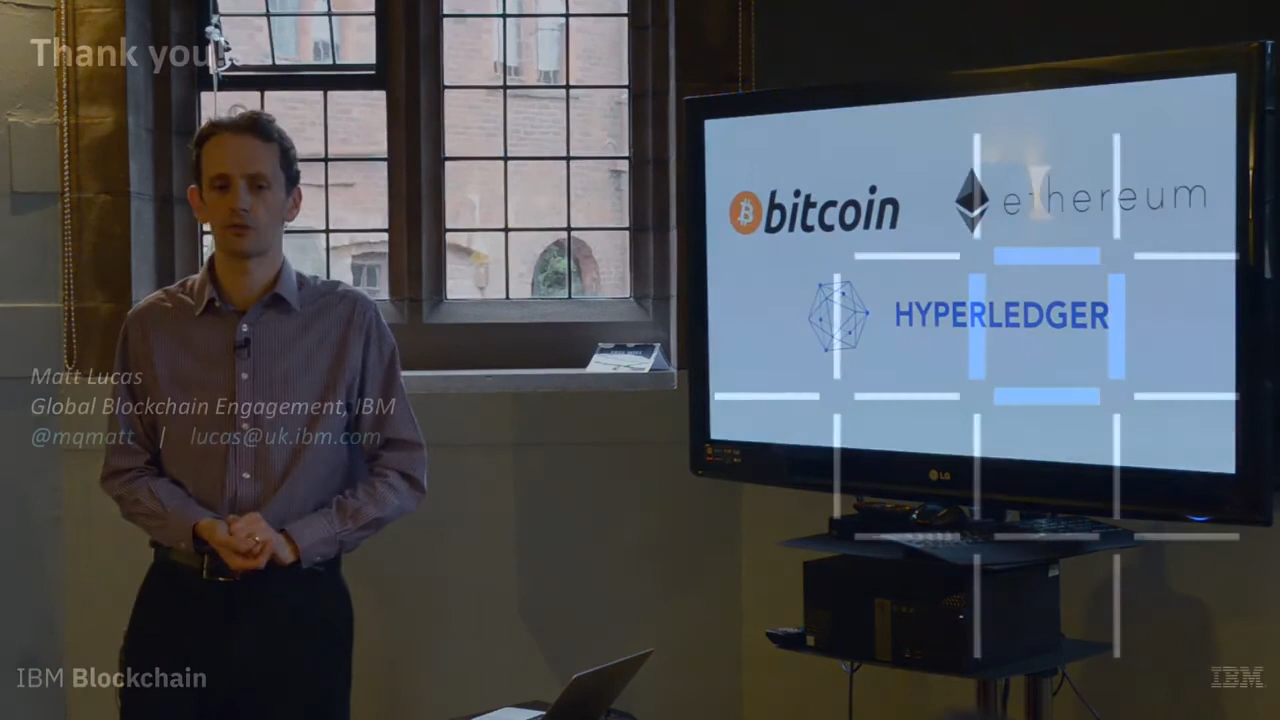 Thank you!
bitcoin
ethereum
HYPERLEDGER
Matt Lucas
Global Blockchain Engagement, IBM
@mqmatt | lucas@uk.ibm.com
LG
IBM Blockchain
IBM